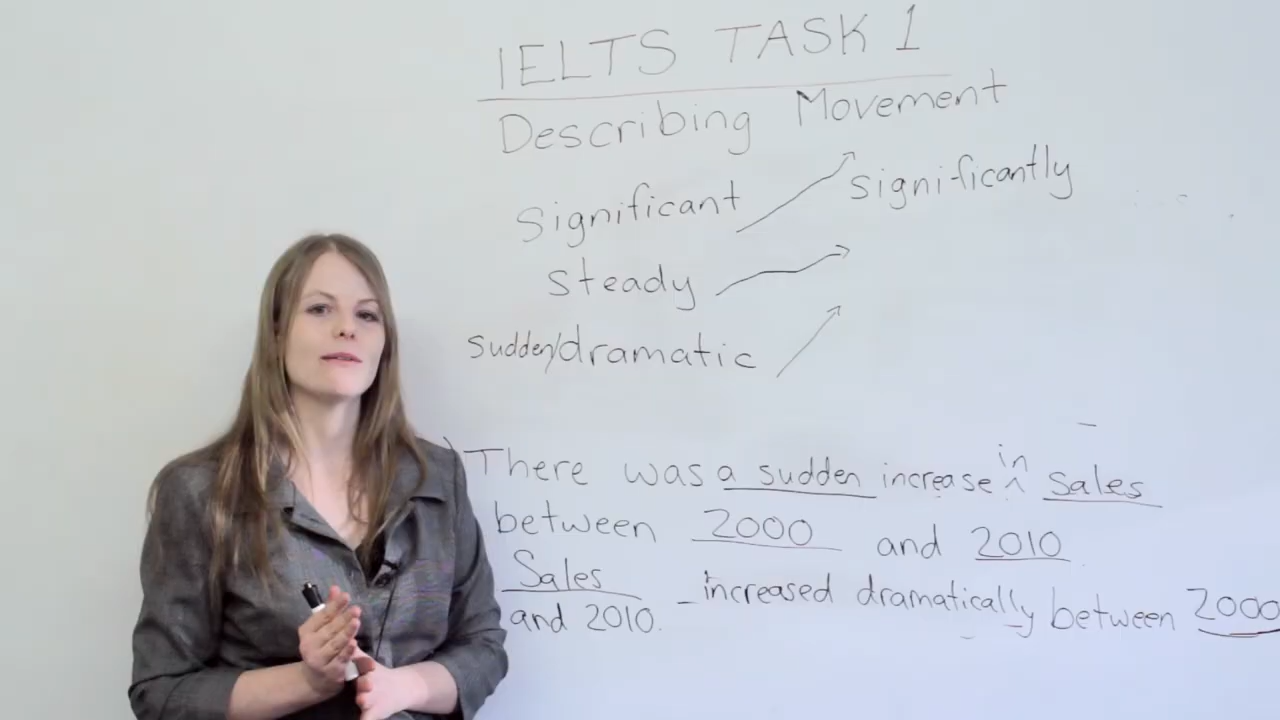 IELTS TASK 1
Describing Movement
Significant significantly
steady
sudden/dramatic
There was a sudden increase in sales
between 2000 and 2010
Sales increased dramatically between 2000
and 2010.